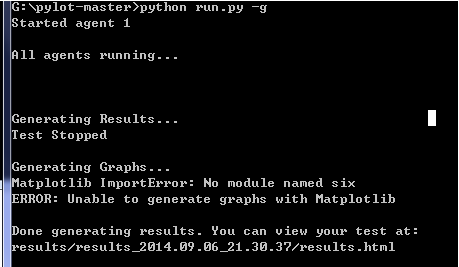 G:\pylot-master>python run.py -g
Started agent 1
All agents running...
Generating Results...
Test Stopped
Generating Graphs...
Matplotlib ImportError: No module named six
ERROR: Unable to generate graphs with Matplotlib
Done generating results. You can view your test at:
results/results_2014.09.06_21.30.37/results.html